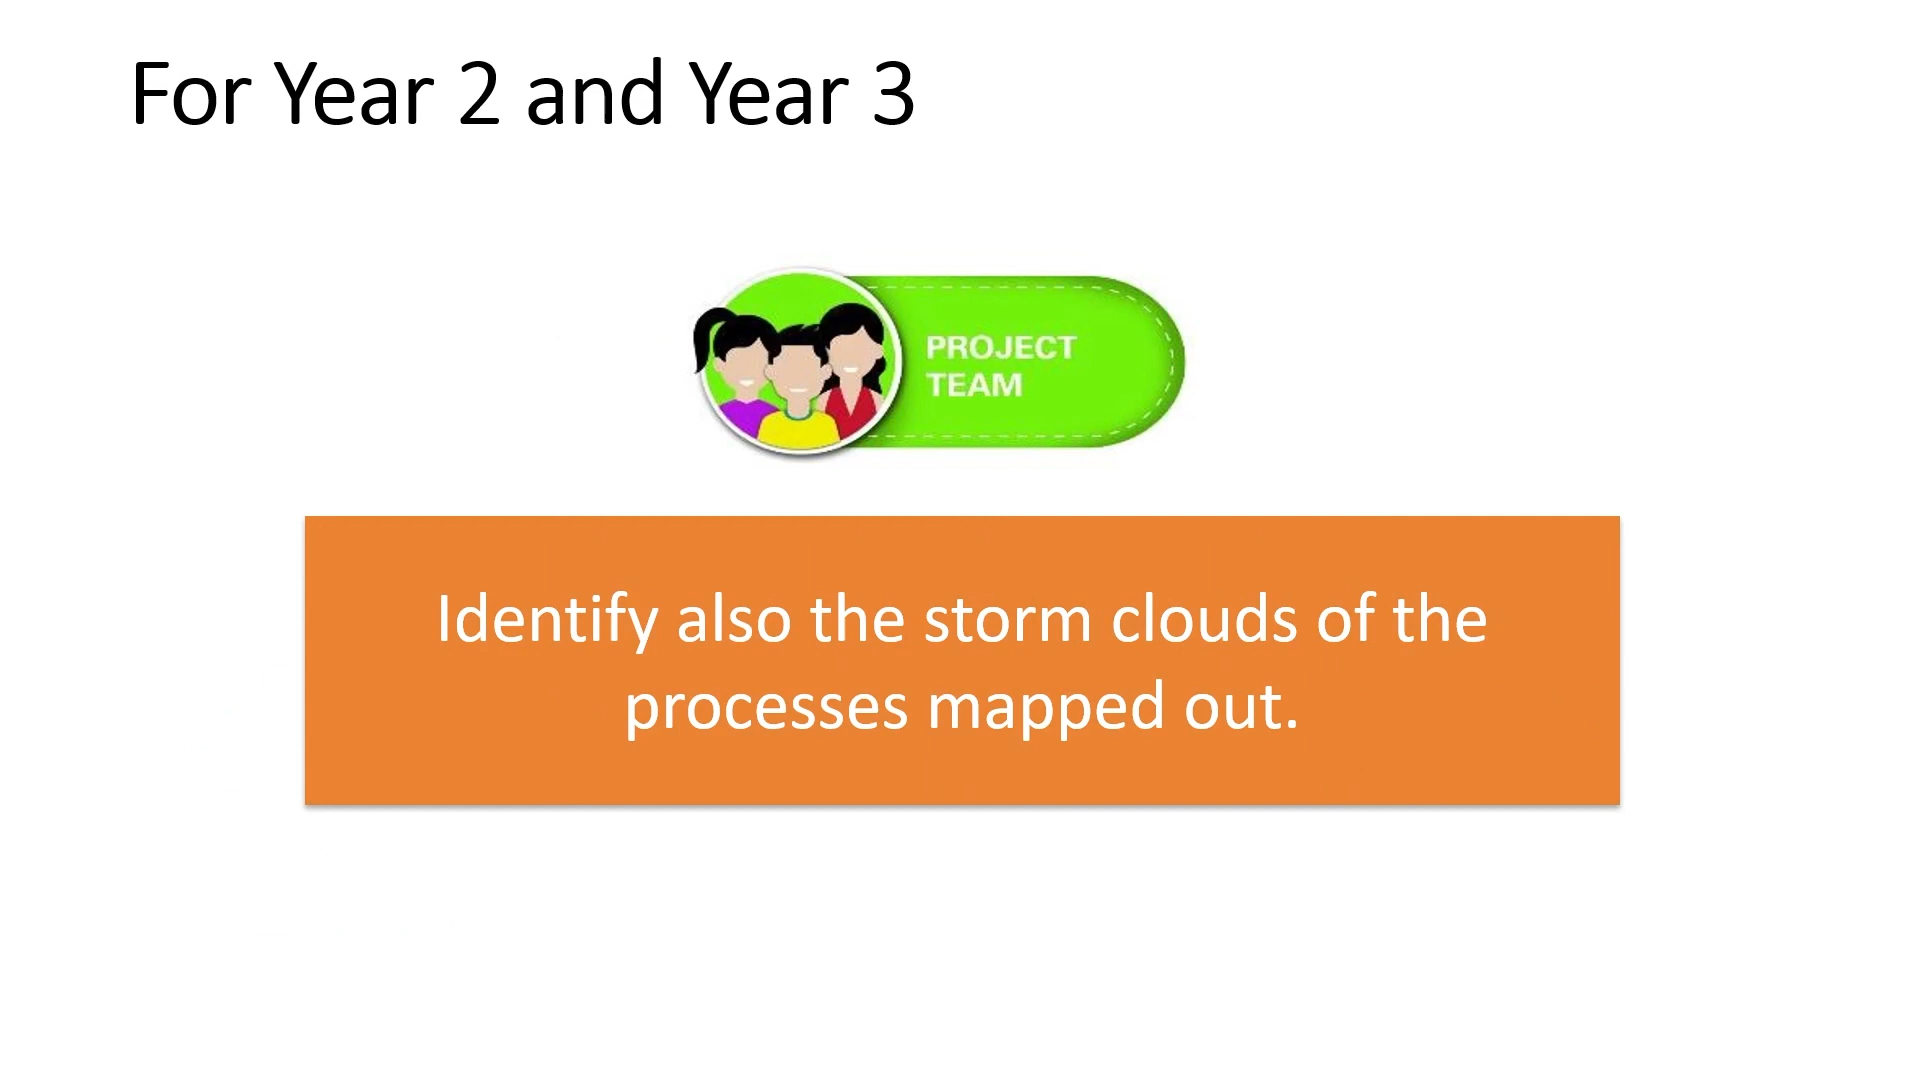 For Year 2 and Year 3
PROJECT
TEAM
Identify also the storm clouds of the
processes mapped out.